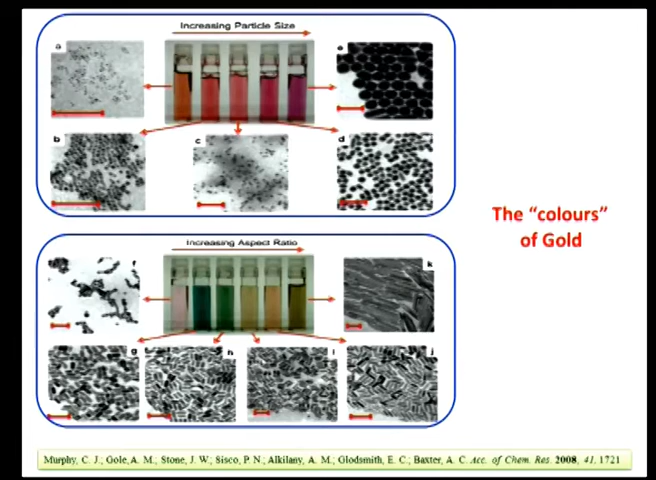 Increasing Particle Size
a
e
b
c
d
The "colours"
of Gold
Increasing Aspect Ratio
f
k
g
h
i
j
Murphy, C. J.; Gole, A. M.; Stone, J. W.; Sisco, P. N.; Alkilany, A. M.; Glodsmith, E. C.; Baxter, A. C. Acc. of Chem. Res. 2008, 41, 1721